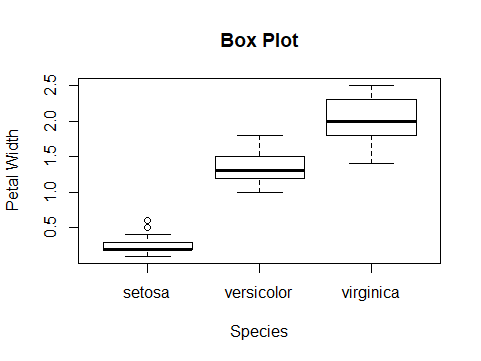 Box Plot
Petal Width
2.5
2.0
1.5
1.0
0.5
setosa versicolor virginica
Species